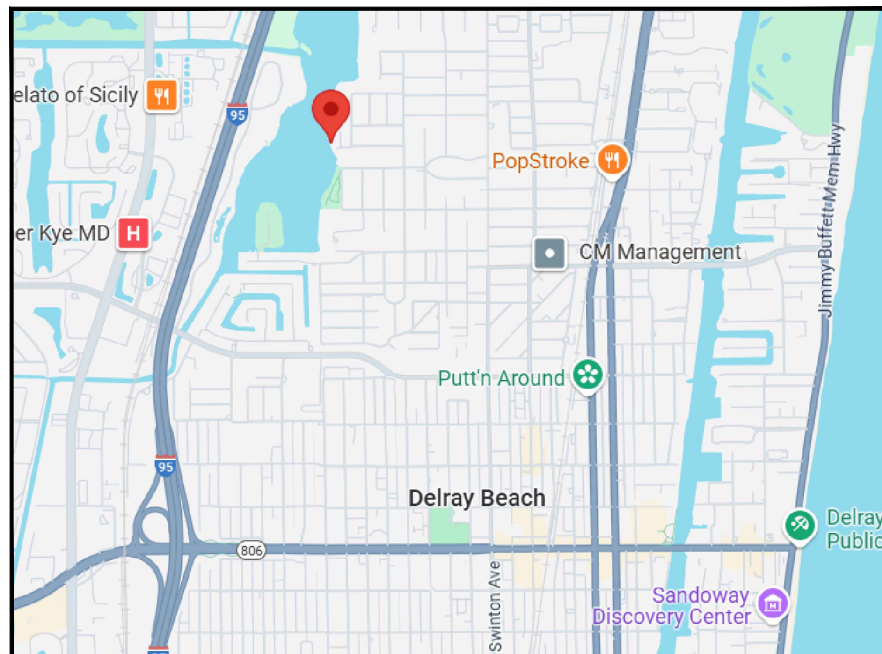 elato of Sicily
95
PopStroke
er Kye MD
H
CM Management
Jimmy Buffett Mem Hwy
Putt'n Around
95
Delray Beach
806
Delray
Public
Swinton Ave
Sandoway
Discovery Center